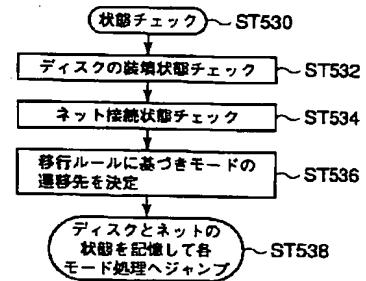 状態チェック ST530
ディスクの装填状態チェック ST532
ネット接続状態チェック ST534
移行ルールに基づきモードの
遷移先を決定 ST536
ディスクとネットの
状態を記憶して各 ST538
モード処理へジャンプ